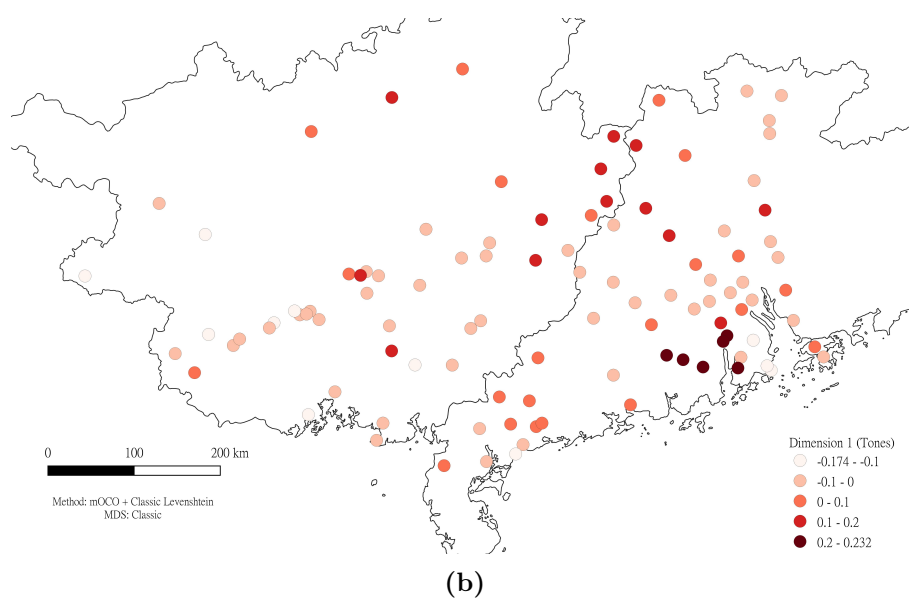 0 100 200 km
Method: mOCO + Classic Levenshtein
MDS: Classic
Dimension 1 (Tones)
-0.174 - -0.1
-0.1 - 0
0 - 0.1
0.1 - 0.2
0.2 - 0.232
(b)